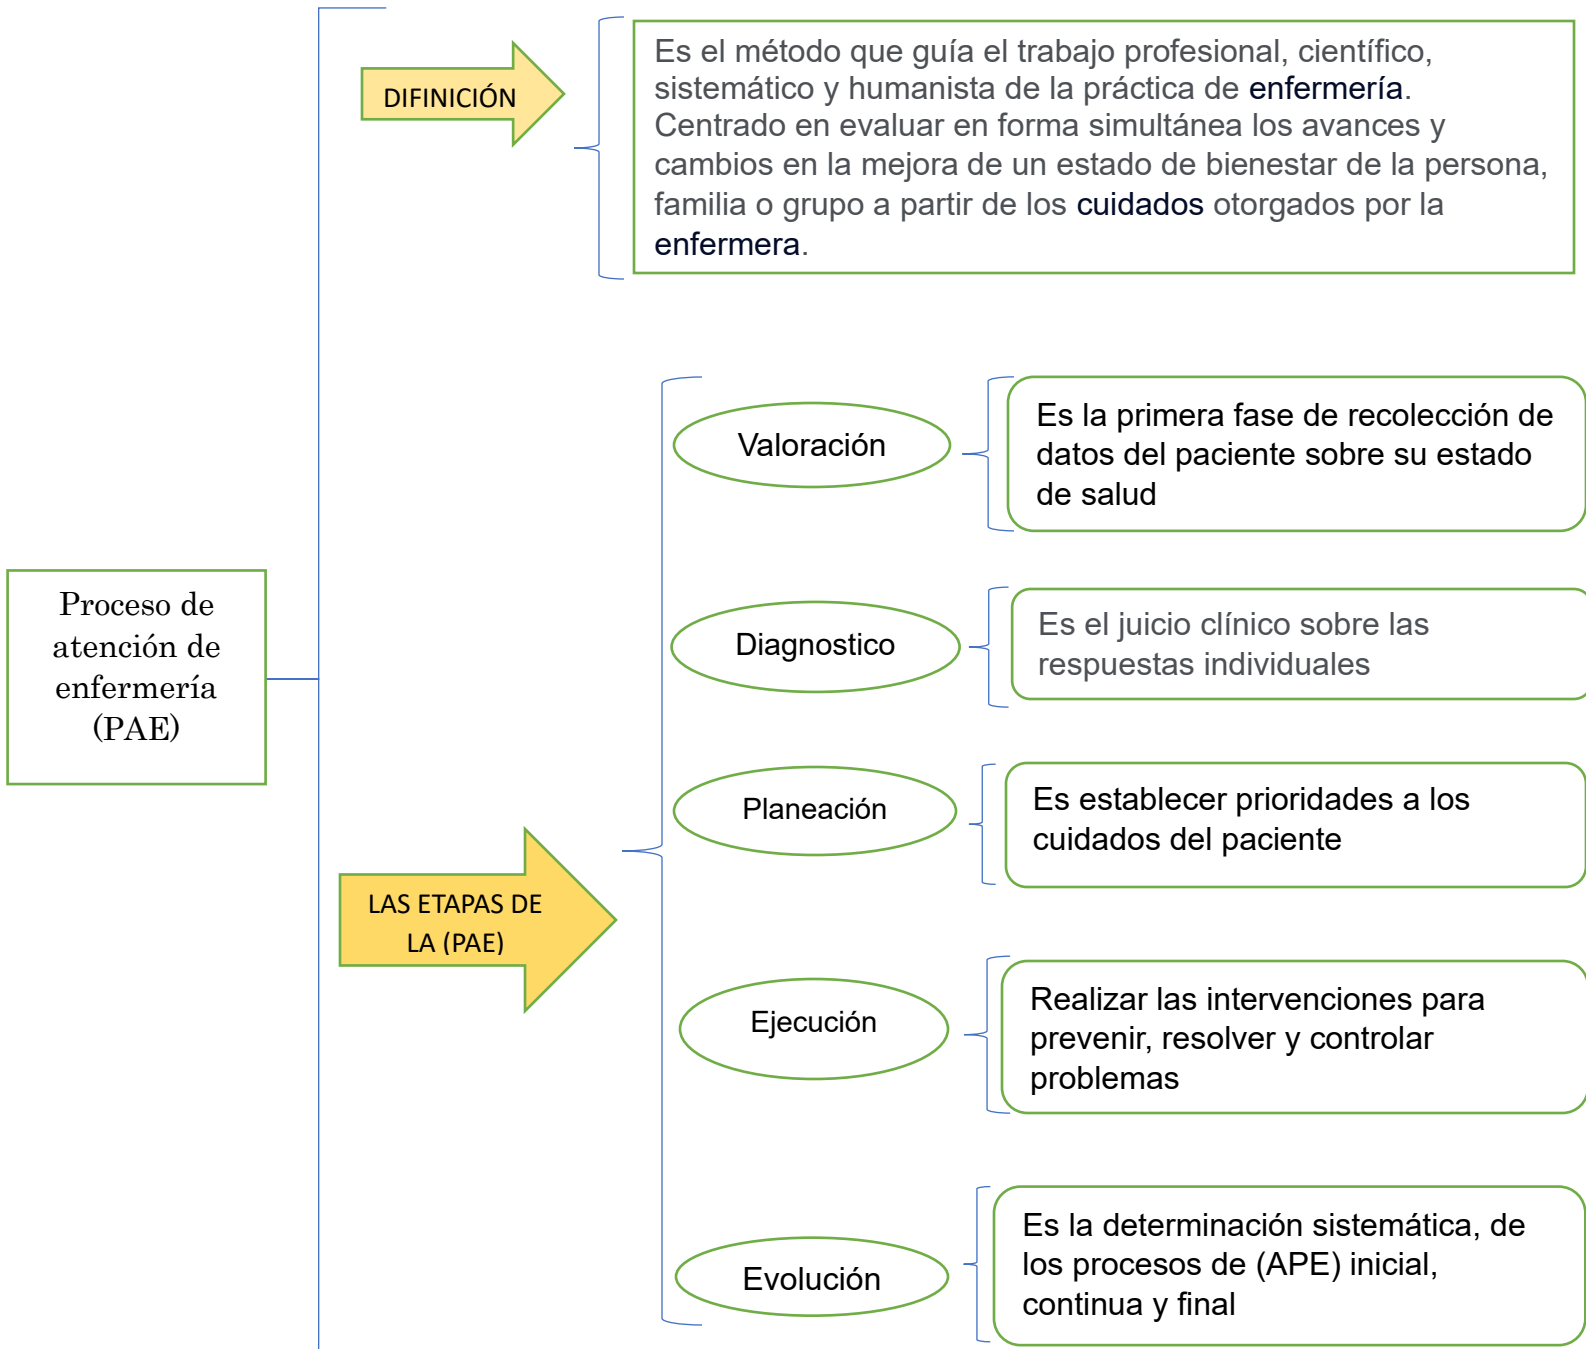 DIFINICIÓN
Es el método que guía el trabajo profesional, científico,
sistemático y humanista de la práctica de enfermería.
Centrado en evaluar en forma simultánea los avances y
cambios en la mejora de un estado de bienestar de la persona,
familia o grupo a partir de los cuidados otorgados por la
enfermera.
Proceso de
atención de
enfermería
(PAE)
LAS ETAPAS DE
LA (PAE)
Valoración
Es la primera fase de recolección de
datos del paciente sobre su estado
de salud
Diagnostico
Es el juicio clínico sobre las
respuestas individuales
Planeación
Es establecer prioridades a los
cuidados del paciente
Ejecución
Realizar las intervenciones para
prevenir, resolver y controlar
problemas
Evolución
Es la determinación sistemática, de
los procesos de (APE) inicial,
continua y final